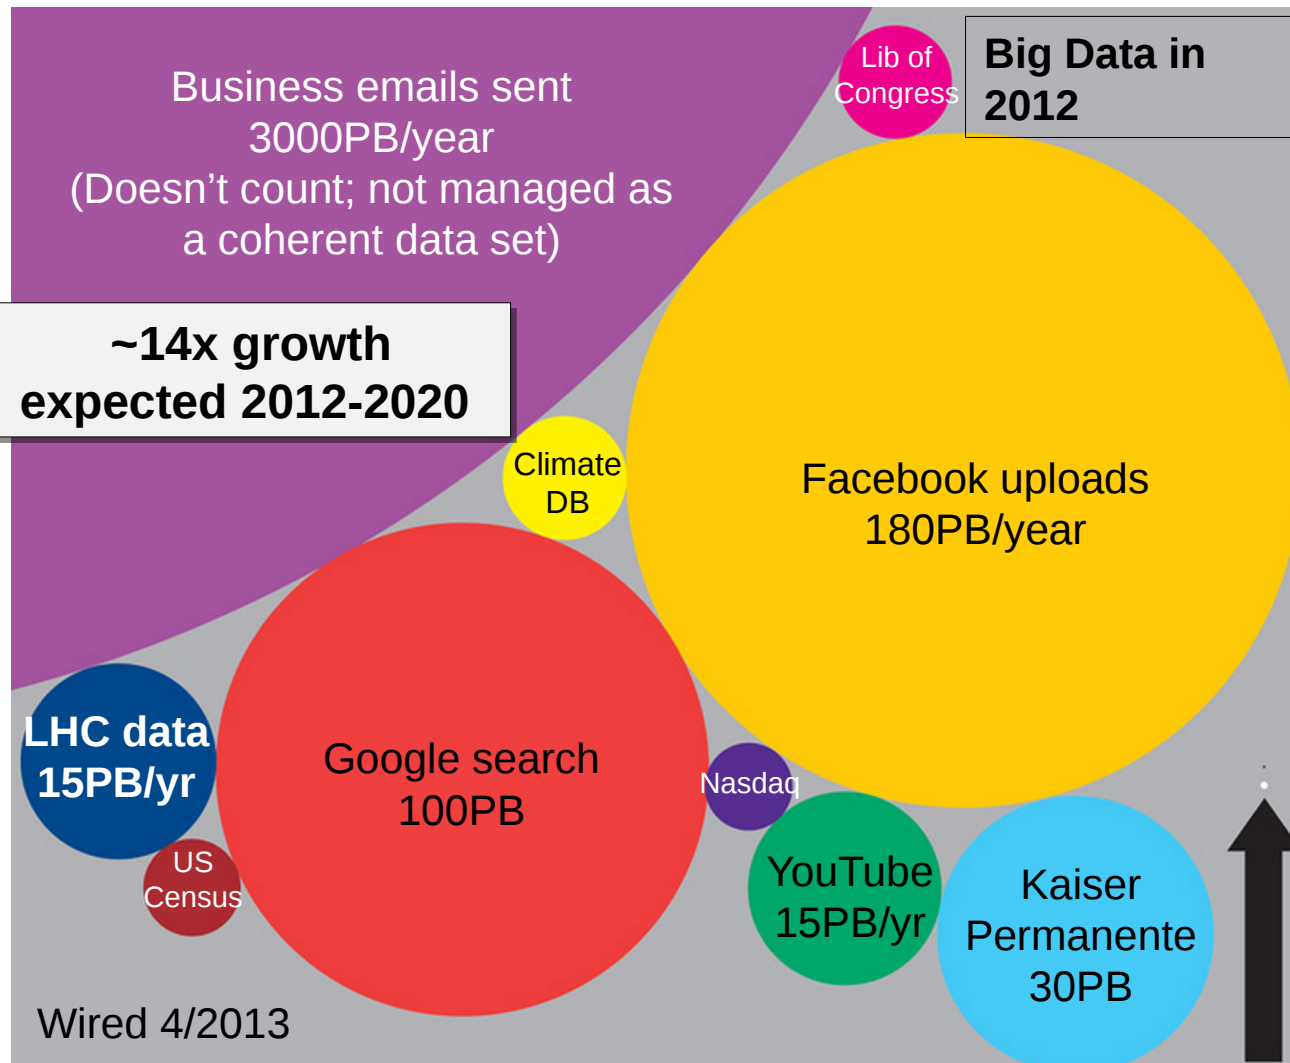 Business emails sent
3000PB/year
(Doesn’t count; not managed as
a coherent data set)
Lib of
Congress
Big Data in
2012
~14x growth
expected 2012-2020
Climate
DB
Facebook uploads
180PB/year
LHC data
15PB/yr
Google search
100PB
Nasdaq
US
Census
YouTube
15PB/yr
Kaiser
Permanente
30PB
Wired 4/2013